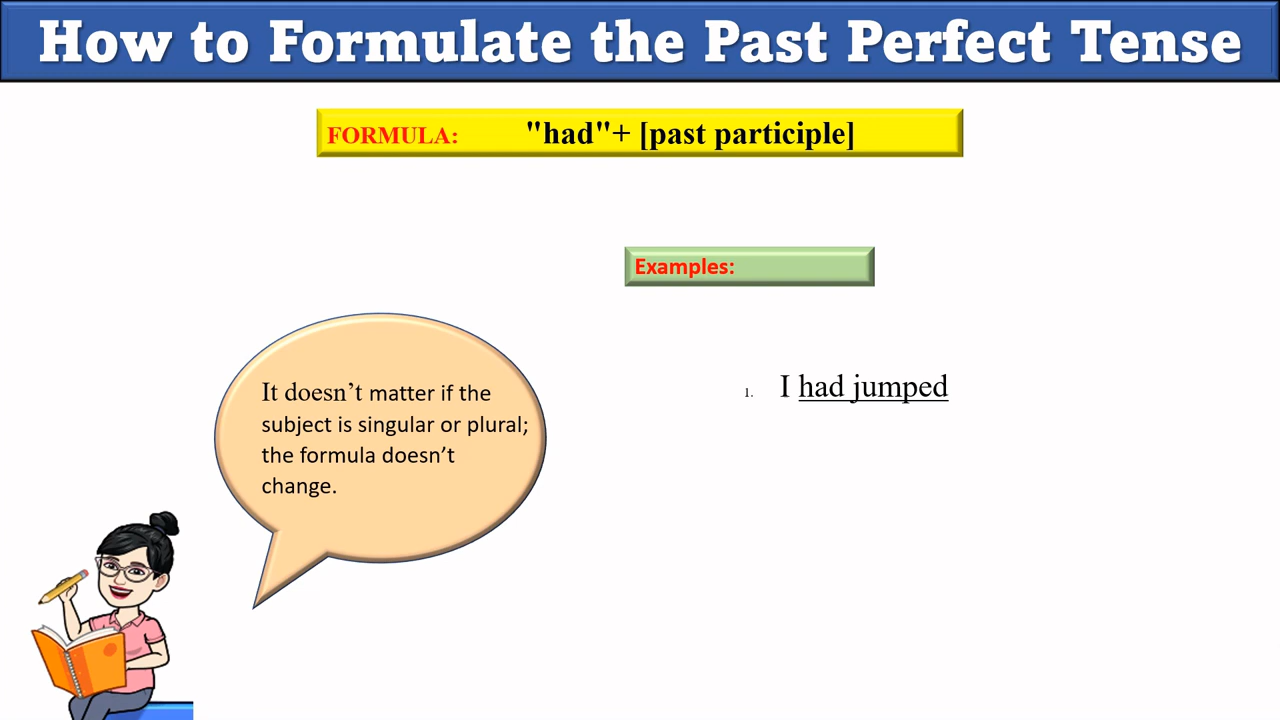 How to Formulate the Past Perfect Tense
FORMULA: "had"+ [past participle]
Examples:
It doesn’t matter if the
subject is singular or plural;
the formula doesn’t
change.
1. I had jumped